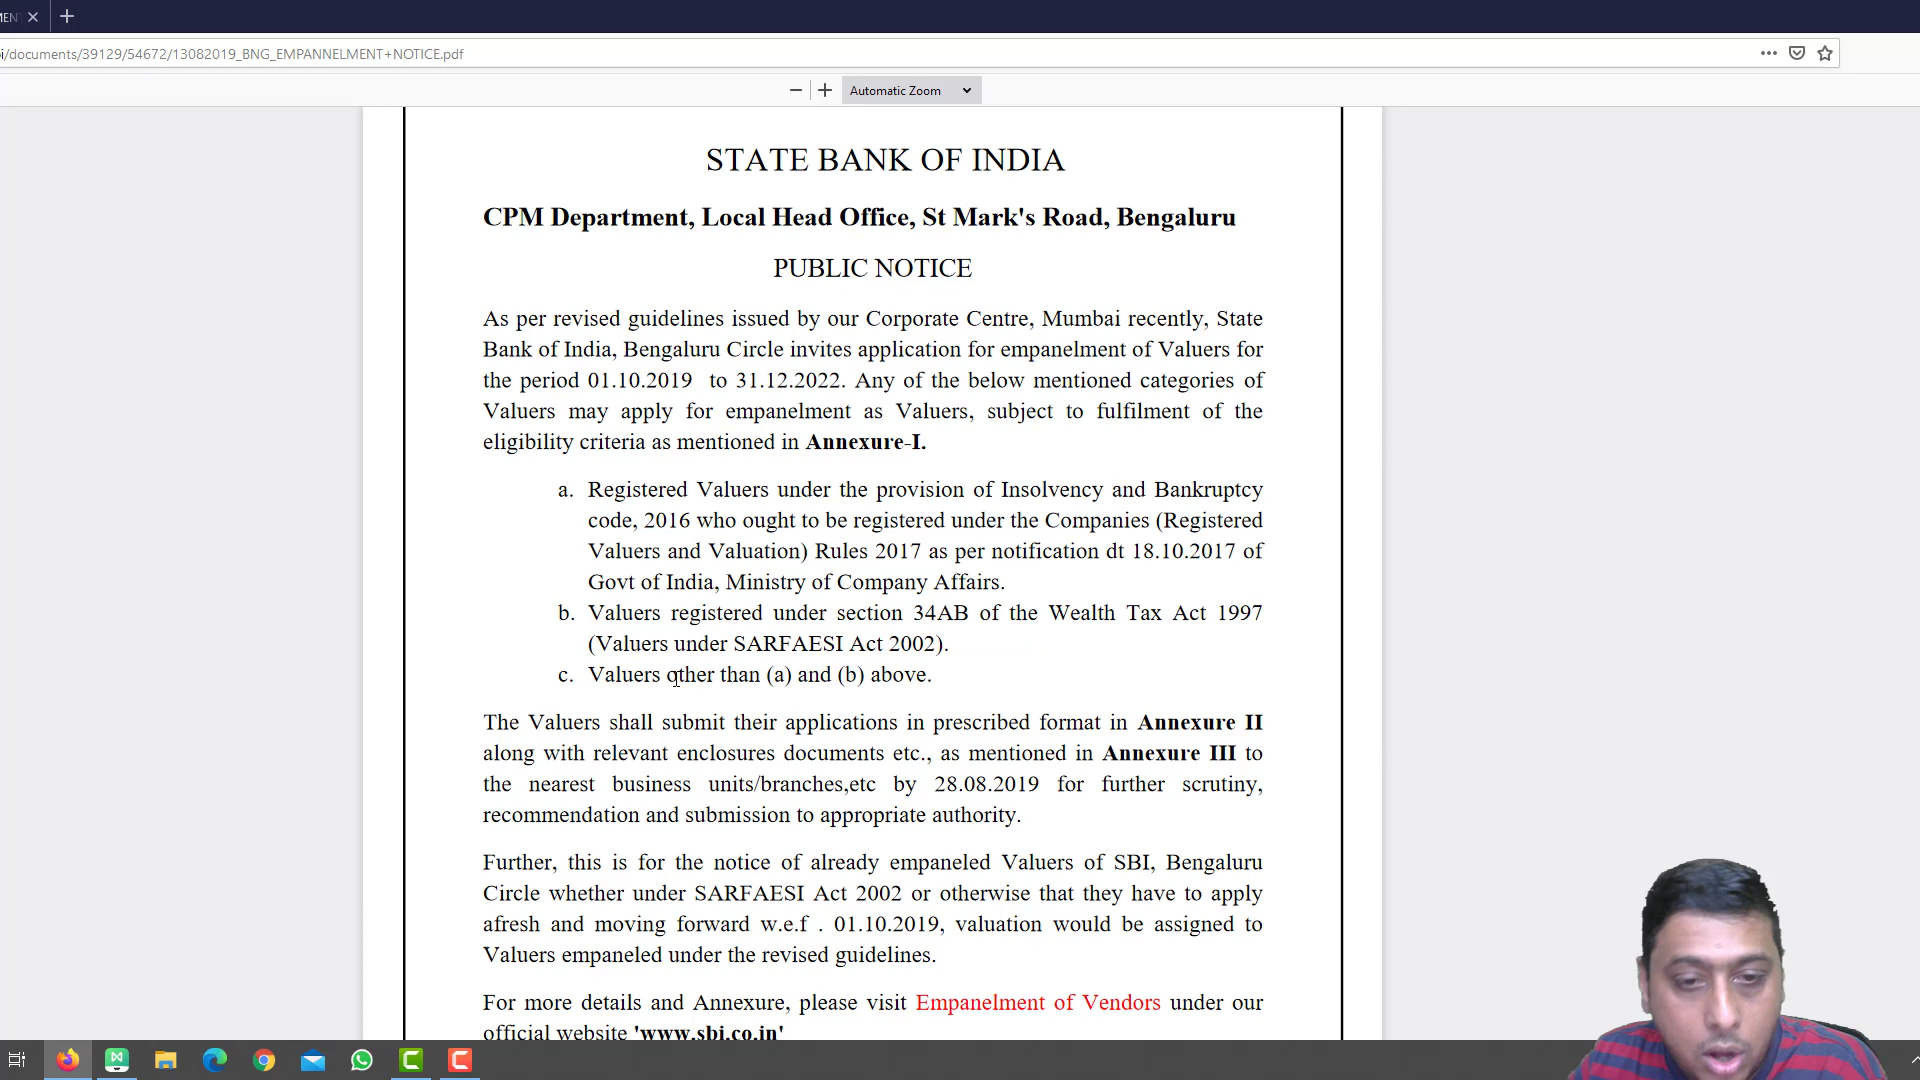 MEN
i/documents/39129/54672/13082019_BNG_EMPANNELMENT+NOTICE.pdf
Automatic Zoom
STATE BANK OF INDIA
CPM Department, Local Head Office, St Mark's Road, Bengaluru
PUBLIC NOTICE
As per revised guidelines issued by our Corporate Centre, Mumbai recently, State
Bank of India, Bengaluru Circle invites application for empanelment of Valuers for
the period 01.10.2019 to 31.12.2022. Any of the below mentioned categories of
Valuers may apply for empanelment as Valuers, subject to fulfilment of the
eligibility criteria as mentioned in Annexure-I.
a. Registered Valuers under the provision of Insolvency and Bankruptcy
code, 2016 who ought to be registered under the Companies (Registered
Valuers and Valuation) Rules 2017 as per notification dt 18.10.2017 of
Govt of India, Ministry of Company Affairs.
b. Valuers registered under section 34AB of the Wealth Tax Act 1997
(Valuers under SARFAESI Act 2002).
c. Valuers other than (a) and (b) above.
The Valuers shall submit their applications in prescribed format in Annexure II
along with relevant enclosures documents etc., as mentioned in Annexure III to
the nearest business units/branches,etc by 28.08.2019 for further scrutiny,
recommendation and submission to appropriate authority.
Further, this is for the notice of already empaneled Valuers of SBI, Bengaluru
Circle whether under SARFAESI Act 2002 or otherwise that they have to apply
afresh and moving forward w.e.f . 01.10.2019, valuation would be assigned to
Valuers empaneled under the revised guidelines.
For more details and Annexure, please visit Empanelment of Vendors under our
official website 'www.sbi.co.in'